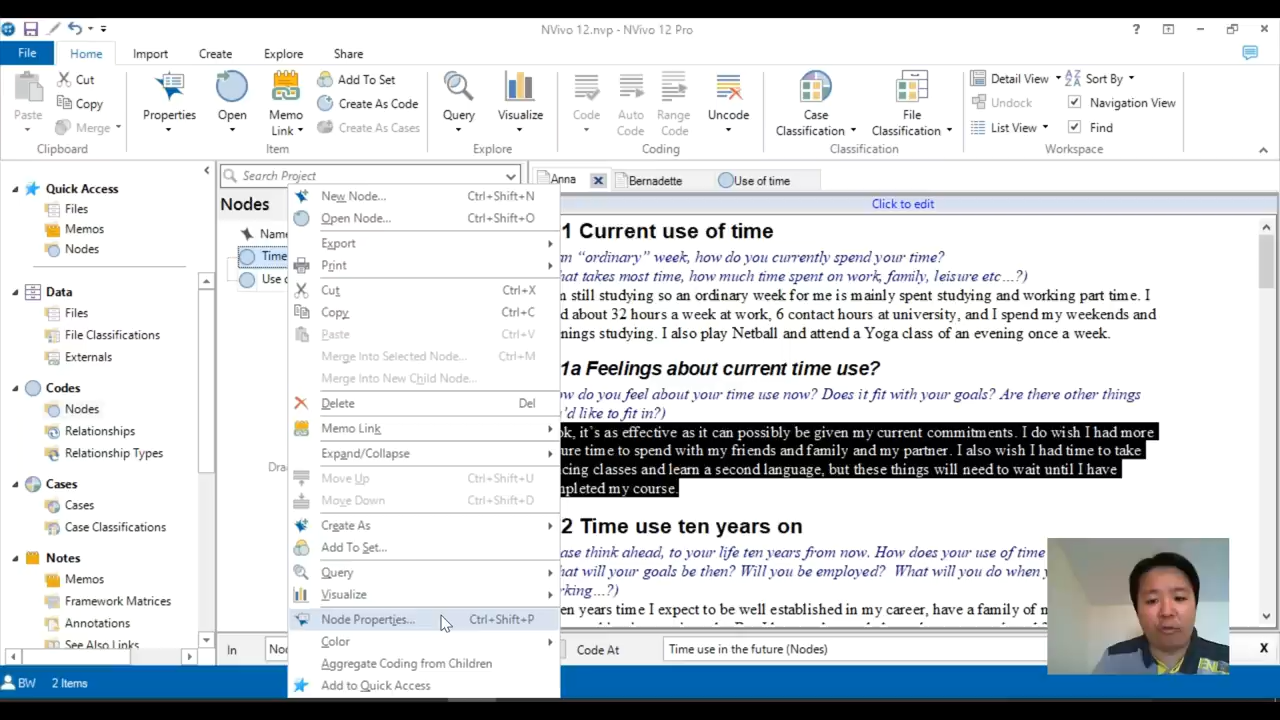 NVivo 12.nvp - NVivo 12 Pro
File Home Import Create Explore Share
Paste
Cut
Copy
Merge
Clipboard
Properties
Open
Memo Link
Add To Set
Create As Code
Create As Cases
Item
Query
Visualize
Explore
Code
Auto Code
Range Code
Uncode
Coding
Case Classification
File Classification
Classification
Detail View
Sort By
Undock
Navigation View
List View
Find
Workspace
Quick Access
Files
Memos
Nodes
Data
Files
File Classifications
Externals
Codes
Nodes
Relationships
Relationship Types
Cases
Cases
Case Classifications
Notes
Memos
Framework Matrices
Annotations
See Also Links
Search Project
Nodes
Name
Time
Use
New Node... Ctrl+Shift+N
Open Node... Ctrl+Shift+O
Export
Print
Cut Ctrl+X
Copy Ctrl+C
Paste Ctrl+V
Merge Into Selected Node... Ctrl+M
Merge Into New Child Node...
Delete Del
Memo Link
Expand/Collapse
Move Up Ctrl+Shift+U
Move Down Ctrl+Shift+D
Create As
Add To Set...
Query
Visualize
Node Properties... Ctrl+Shift+P
Color
Aggregate Coding from Children
Add to Quick Access
Anna Bernadette Use of time
Click to edit
1 Current use of time
“ordinary” week, how do you currently spend your time?
at takes most time, how much time spent on work, family, leisure etc…?)
still studying so an ordinary week for me is mainly spent studying and working part time. I
about 32 hours a week at work, 6 contact hours at university, and I spend my weekends and
nings studying. I also play Netball and attend a Yoga class of an evening once a week.
1a Feelings about current time use?
w do you feel about your time use now? Does it fit with your goals? Are there other things
'd like to fit in?)
it's as effective as it can possibly be given my current commitments. I do wish I had more
ure time to spend with my friends and family and my partner. I also wish I had time to take
cing classes and learn a second language, but these things will need to wait until I have
pleted my course.
2 Time use ten years on
ase think ahead, to your life ten years from now. How does your use of time
at will your goals be then? Will you be employed? What will you do when
rking…?)
en years time I expect to be well established in my career, have a family of
In
Code At Time use in the future (Nodes) X
BW 2 Items